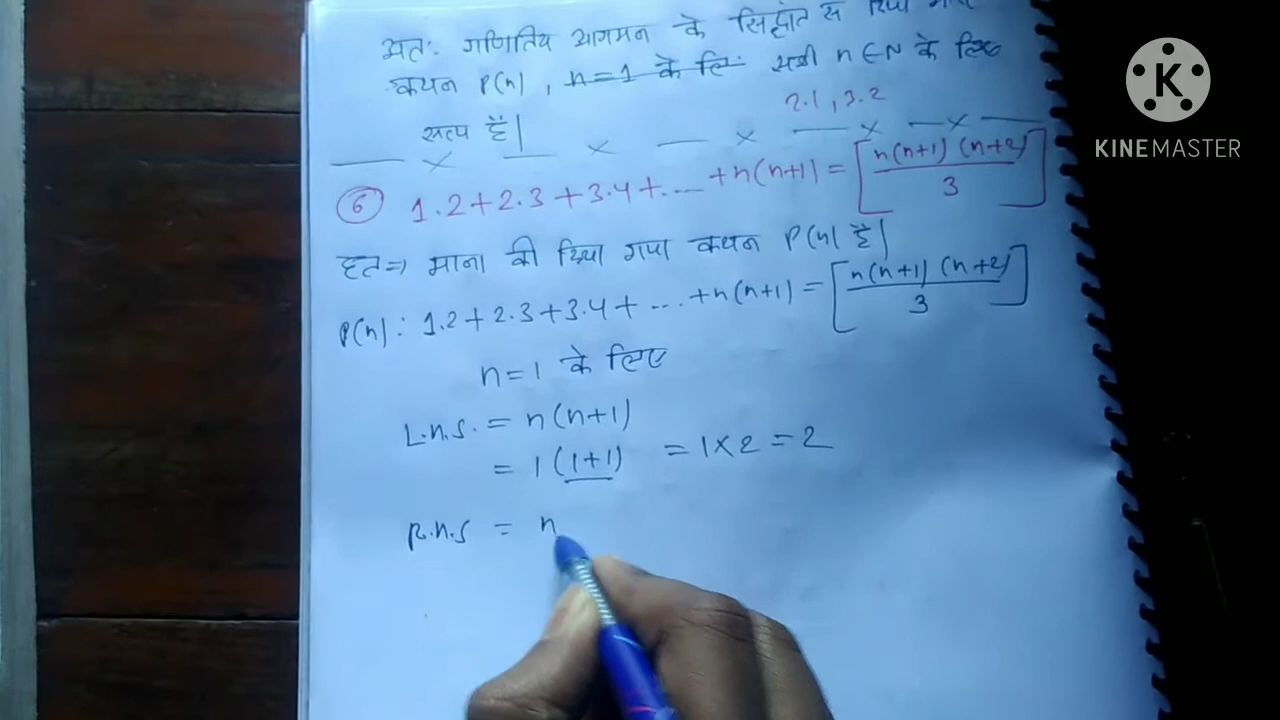 अतः गणितिय आगमन के सिद्धांत से दिया गया
कथन P(n), n=1 के लि सभी n∈N के लिए
2.1, 3.2
सत्य है|
⑥ 1.2+2.3+3.4+....+n(n+1)=[n(n+1)(n+2)/3]
हल⇒ माना की दिया गया कथन P(n) है|
P(n): 1.2+2.3+3.4+...+n(n+1)=[n(n+1)(n+2)/3]
n=1 के लिए
L.H.S. = n(n+1)
= 1(1+1) = 1×2 = 2
R.H.S = n
KINEMASTER